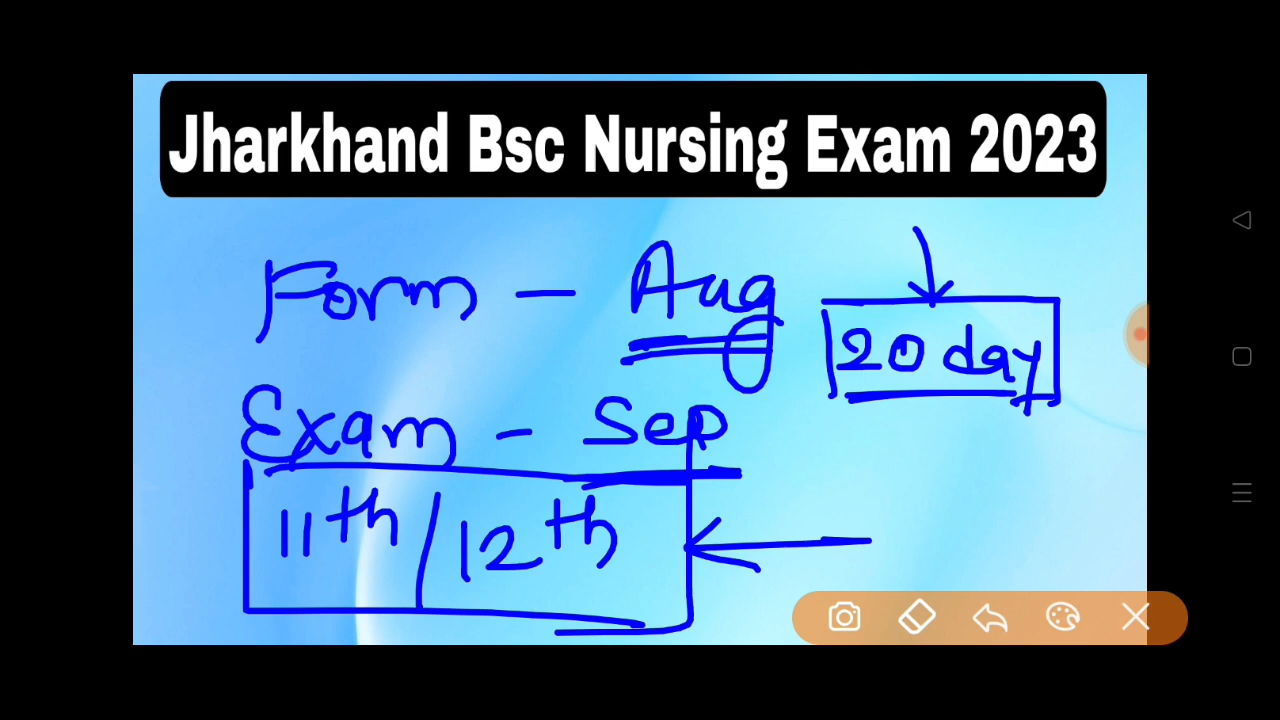 Jharkhand Bsc Nursing Exam 2023
Form - Aug
20 day
Exam - Sep
11th / 12th